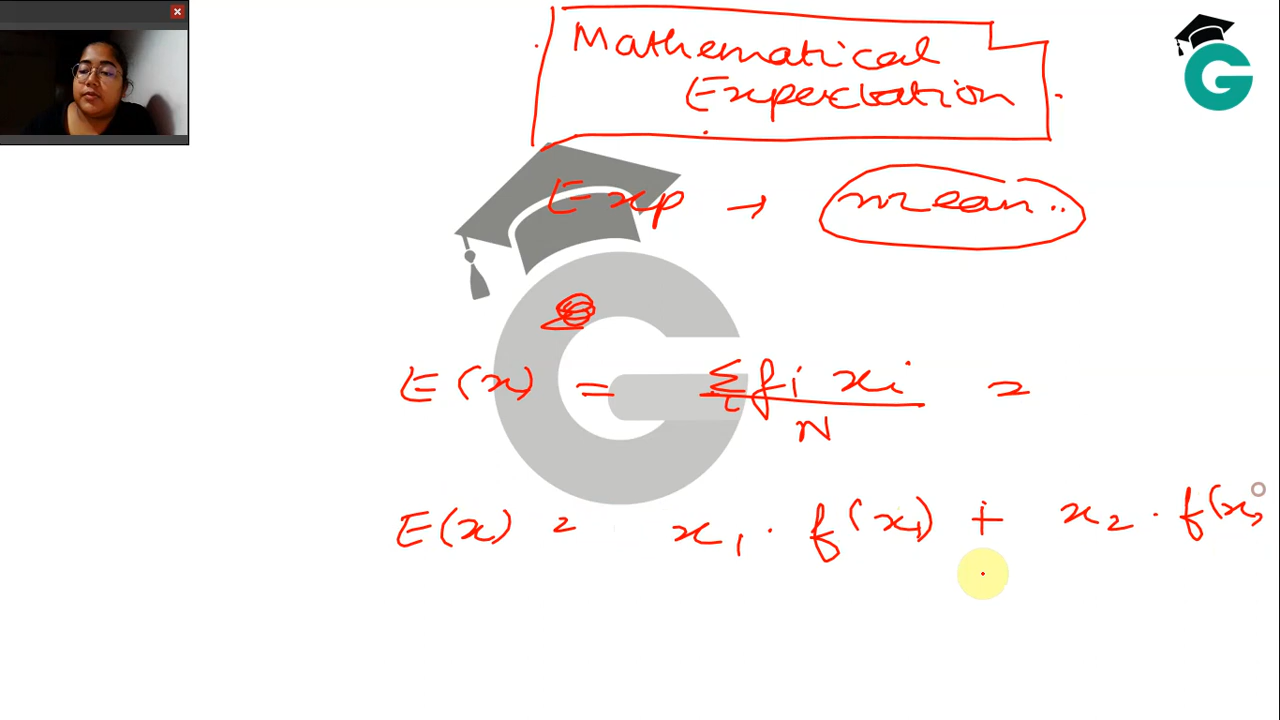 Mathematical
Expectation
Exp → mean..
E(x) = Σfi xi / N =
E(x) = x1 . f(x1) + x2 . f(x2